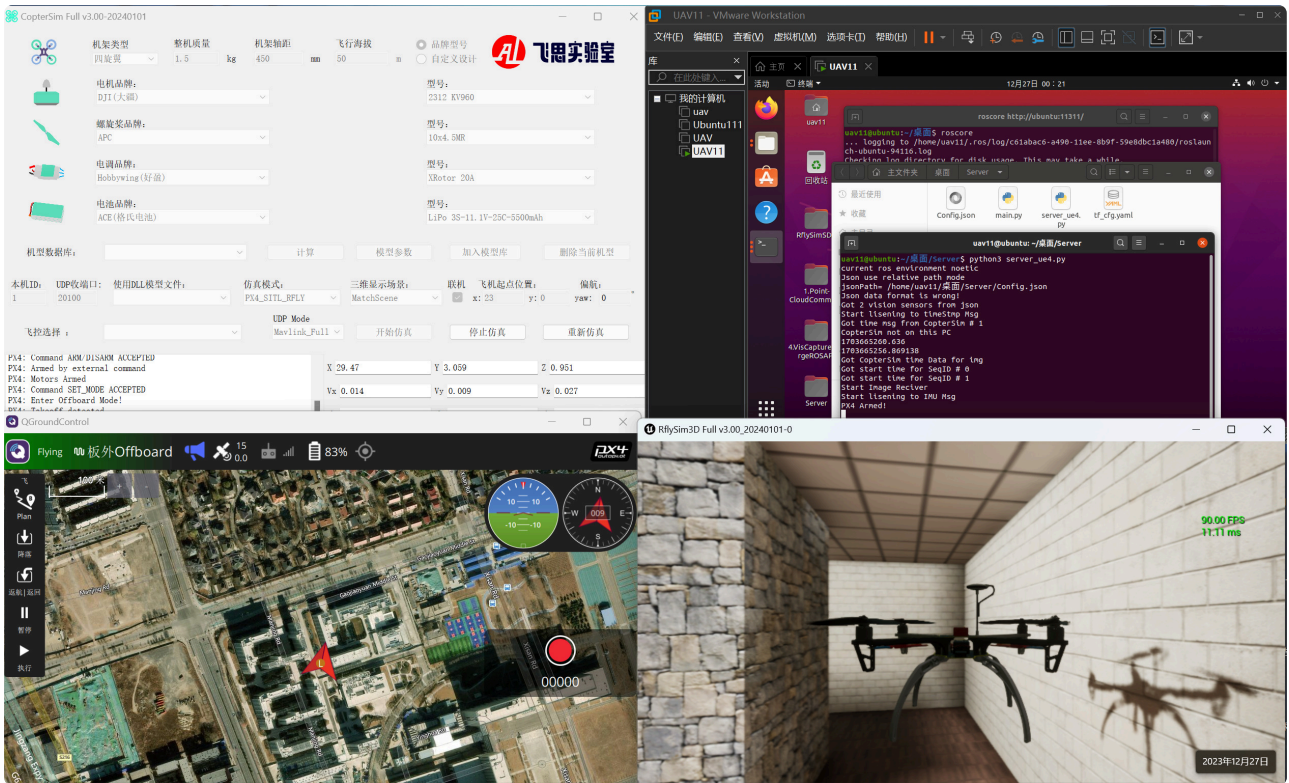 CopterSim Full v3.00-20240101
机架类型 整机质量 机架轴距 飞行海拔 品牌型号
四旋翼 1.5 kg 450 mm 50 m 自定义设计
飞思实验室
电机品牌: 型号:
DJI(大疆) 2312 KV960
螺旋桨品牌: 型号:
APC 10x4.5MR
电调品牌: 型号:
Hobbywing(好盈) XRotor 20A
电池品牌: 型号:
ACE(格氏电池) LiPo 3S-11.1V-25C-5500mAh
机型数据库: 计算 模型参数 加入模型库 删除当前机型
本机ID: UDP收端口: 使用DLL模型文件: 仿真模式: 三维显示场景: 联机 飞机起点位置: 偏航:
1 20100 PX4_SITL_RFLY MatchScene x: 23 y: 0 yaw: 0
UDP Mode
飞控选择 : Mavlink_Full 开始仿真 停止仿真 重新仿真
PX4: Command ARM/DISARM ACCEPTED
PX4: Armed by external command
PX4: Motors Armed
PX4: Command SET_MODE ACCEPTED
PX4: Enter Offboard Mode!
PX4: Takeoff detected
X 29.47 Y 3.059 Z 0.951
Vx 0.014 Vy 0.009 Vz 0.027
UAV11 - VMware Workstation
文件(F) 编辑(E) 查看(V) 虚拟机(M) 选项卡(T) 帮助(H)
库
在此处键入...
我的计算机
uav
Ubuntu111
UAV
UAV11
主页 UAV11
活动 终端 12月27日 00:21
uav11
回收站
RflySimSD
1.Point-
CloudComm
4.VisCapture
rgeROSAP
Server
roscore http://ubuntu:11311/
uav11@ubuntu:~/桌面$ roscore
... logging to /home/uav11/.ros/log/c61abac6-a490-11ee-8b9f-59e8dbc1a480/roslaun
ch-ubuntu-94116.log
Checking log directory for disk usage. This may take a while.
主文件夹 桌面 Server
最近使用
收藏
Config.json main.py server_ue4.
py tf_cfg.yaml
uav11@ubuntu: ~/桌面/Server
uav11@ubuntu:~/桌面/Server$ python3 server_ue4.py
current ros environment noetic
Json use relative path mode
jsonPath= /home/uav11/桌面/Server/Config.json
Json data format is wrong!
Got 2 vision sensors from json
Start lisening to timeStmp Msg
Got time msg from CopterSim # 1
CopterSim not on this PC
1703665260.636
1703665256.869138
Got CopterSim time Data for img
Got start time for SeqID # 0
Got start time for SeqID # 1
Start Image Reciver
Start lisening to IMU Msg
PX4 Armed!
QGroundControl
Flying 板外Offboard 15 0.0 83% PX4 autopilot
飞
Plan
降落
返航|返回
暂停
执行
100 米
10 10
-10 -10
N
W 009 E
S
Gaojiaoyuan Middle Rd
Xisan Rd
00000
RflySim3D Full v3.00_20240101-0
90.00 FPS
11.11 ms
2023年12月27日